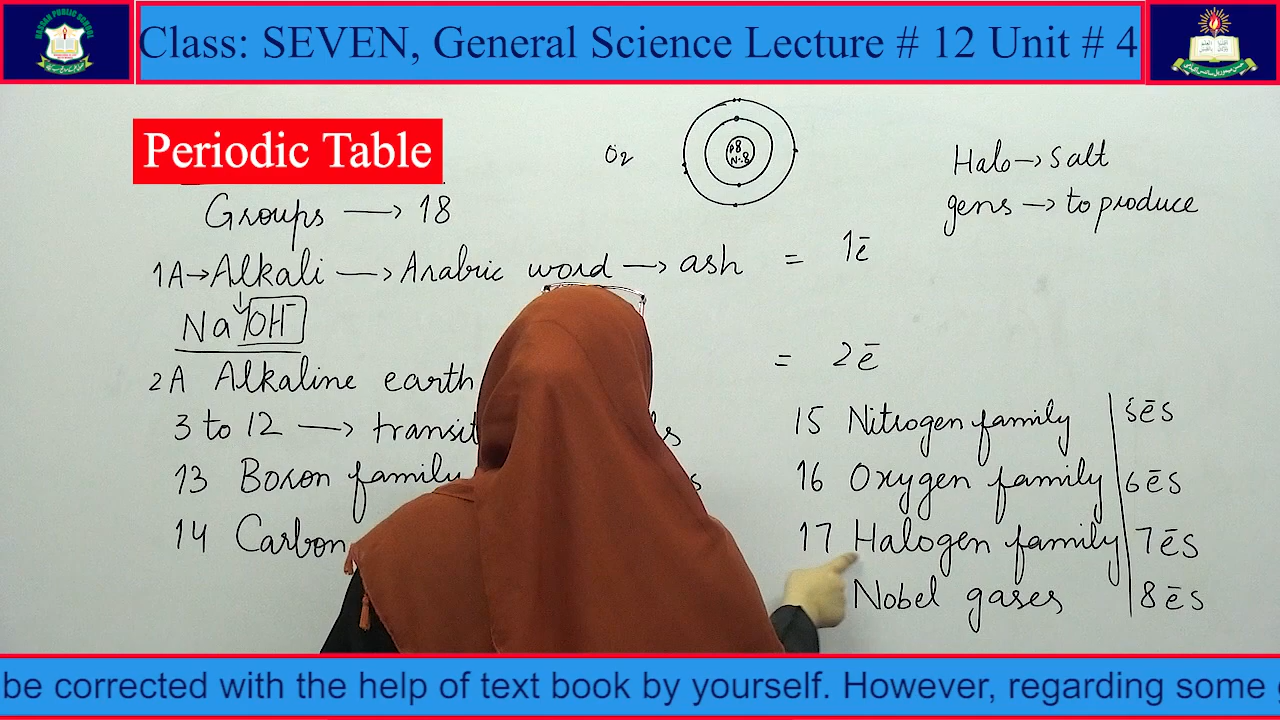 Class: SEVEN, General Science Lecture # 12 Unit # 4
Periodic Table
O2
P8
N-8
Halo → Salt
gens → to produce
Groups → 18
1A → Alkali → Arabic word → ash = 1ē
Na OH⁻
2A Alkaline earth = 2ē
3 to 12 → transit
13 Boron family
14 Carbon
15 Nitrogen family 5ēs
16 Oxygen family 6ēs
17 Halogen family 7ēs
Nobel gases 8ēs
be corrected with the help of text book by yourself. However, regarding some